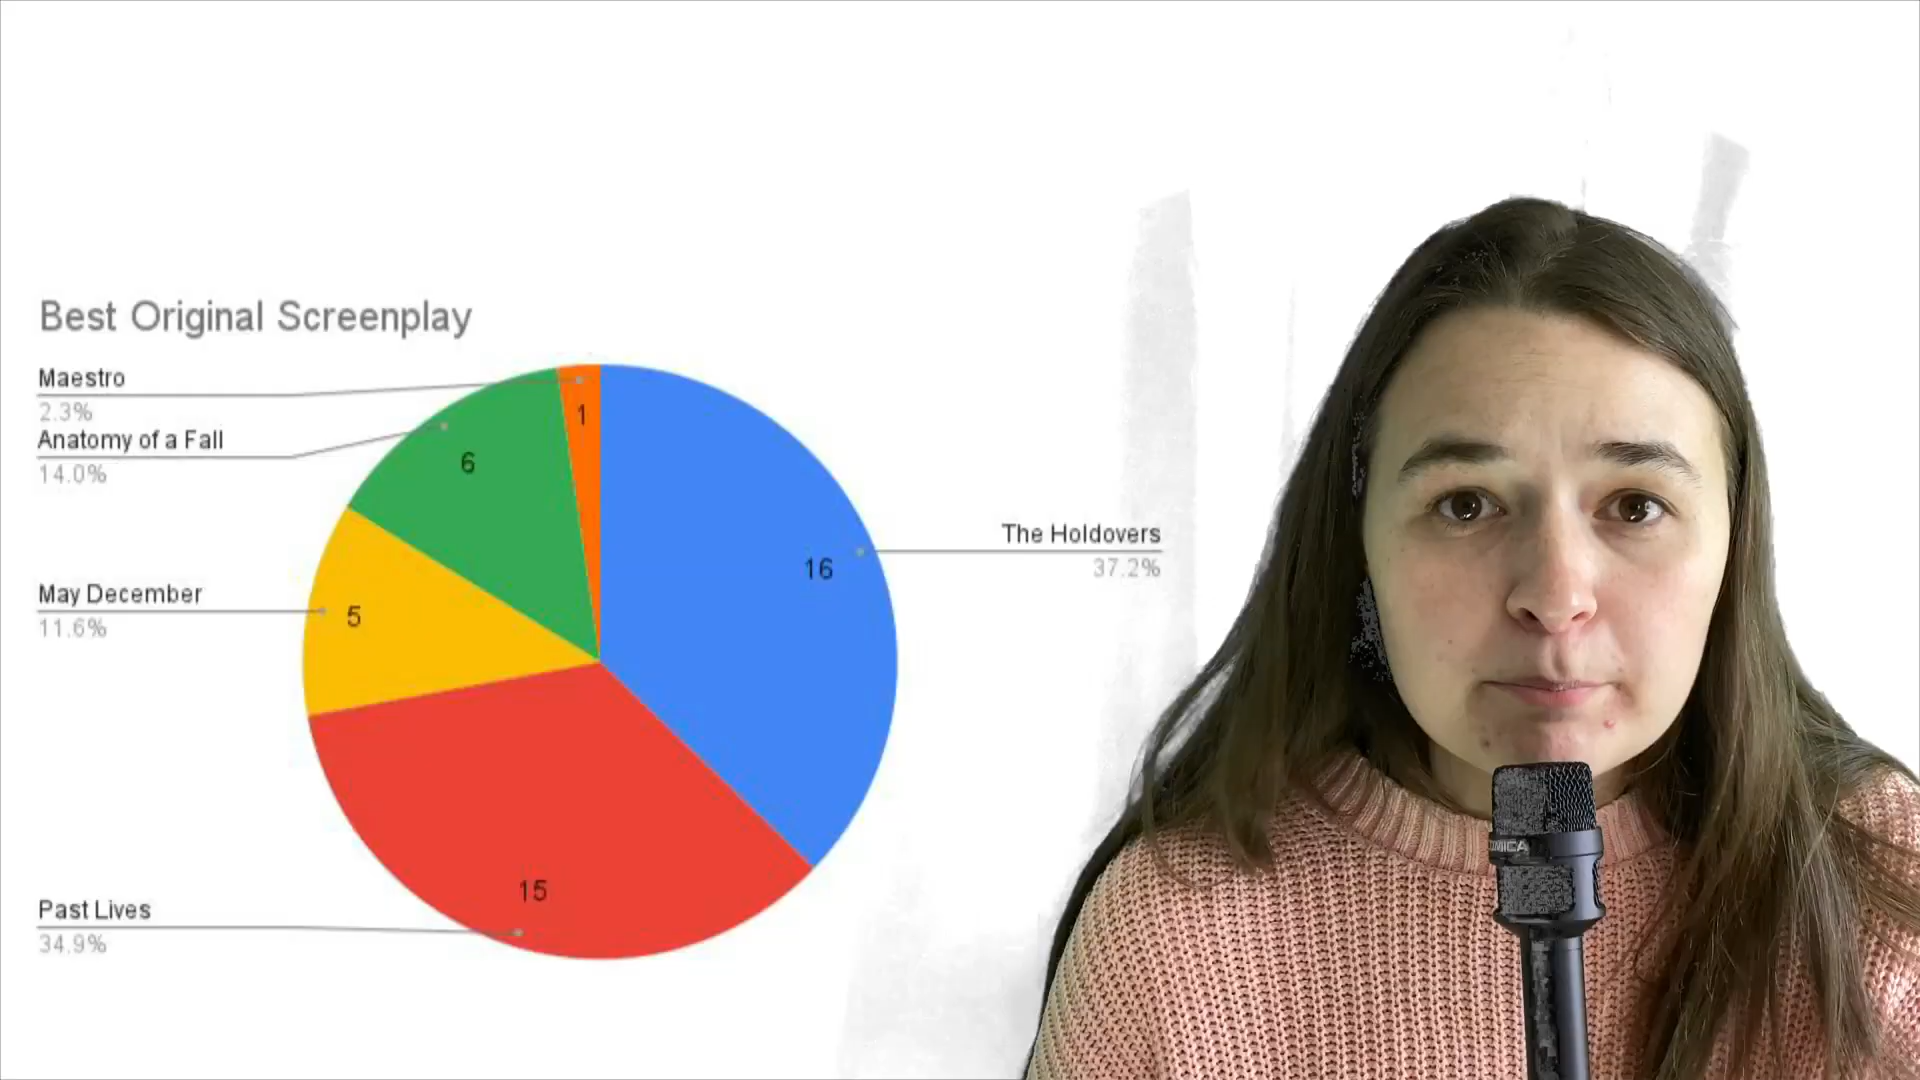 Best Original Screenplay
Maestro
2.3%
Anatomy of a Fall
14.0%
May December
11.6%
Past Lives
34.9%
The Holdovers
37.2%
1
6
5
15
16